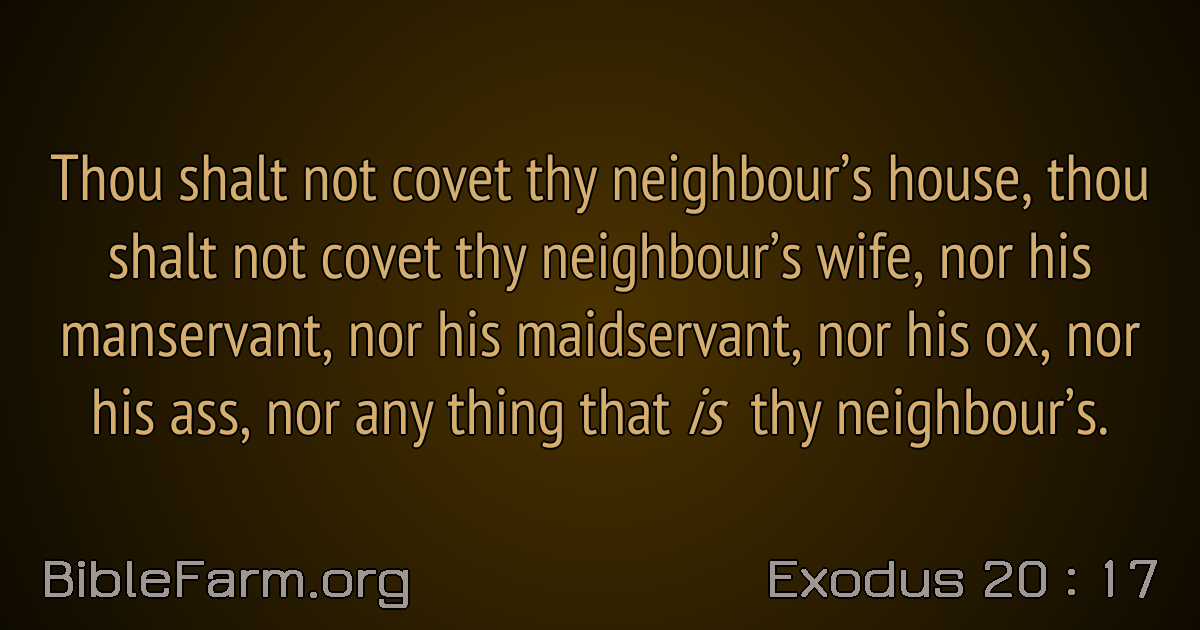 Thou shalt not covet thy neighbour’s house, thou
shalt not covet thy neighbour’s wife, nor his
manservant, nor his maidservant, nor his ox, nor
his ass, nor any thing that is thy neighbour’s.
BibleFarm.org
Exodus 20 : 17